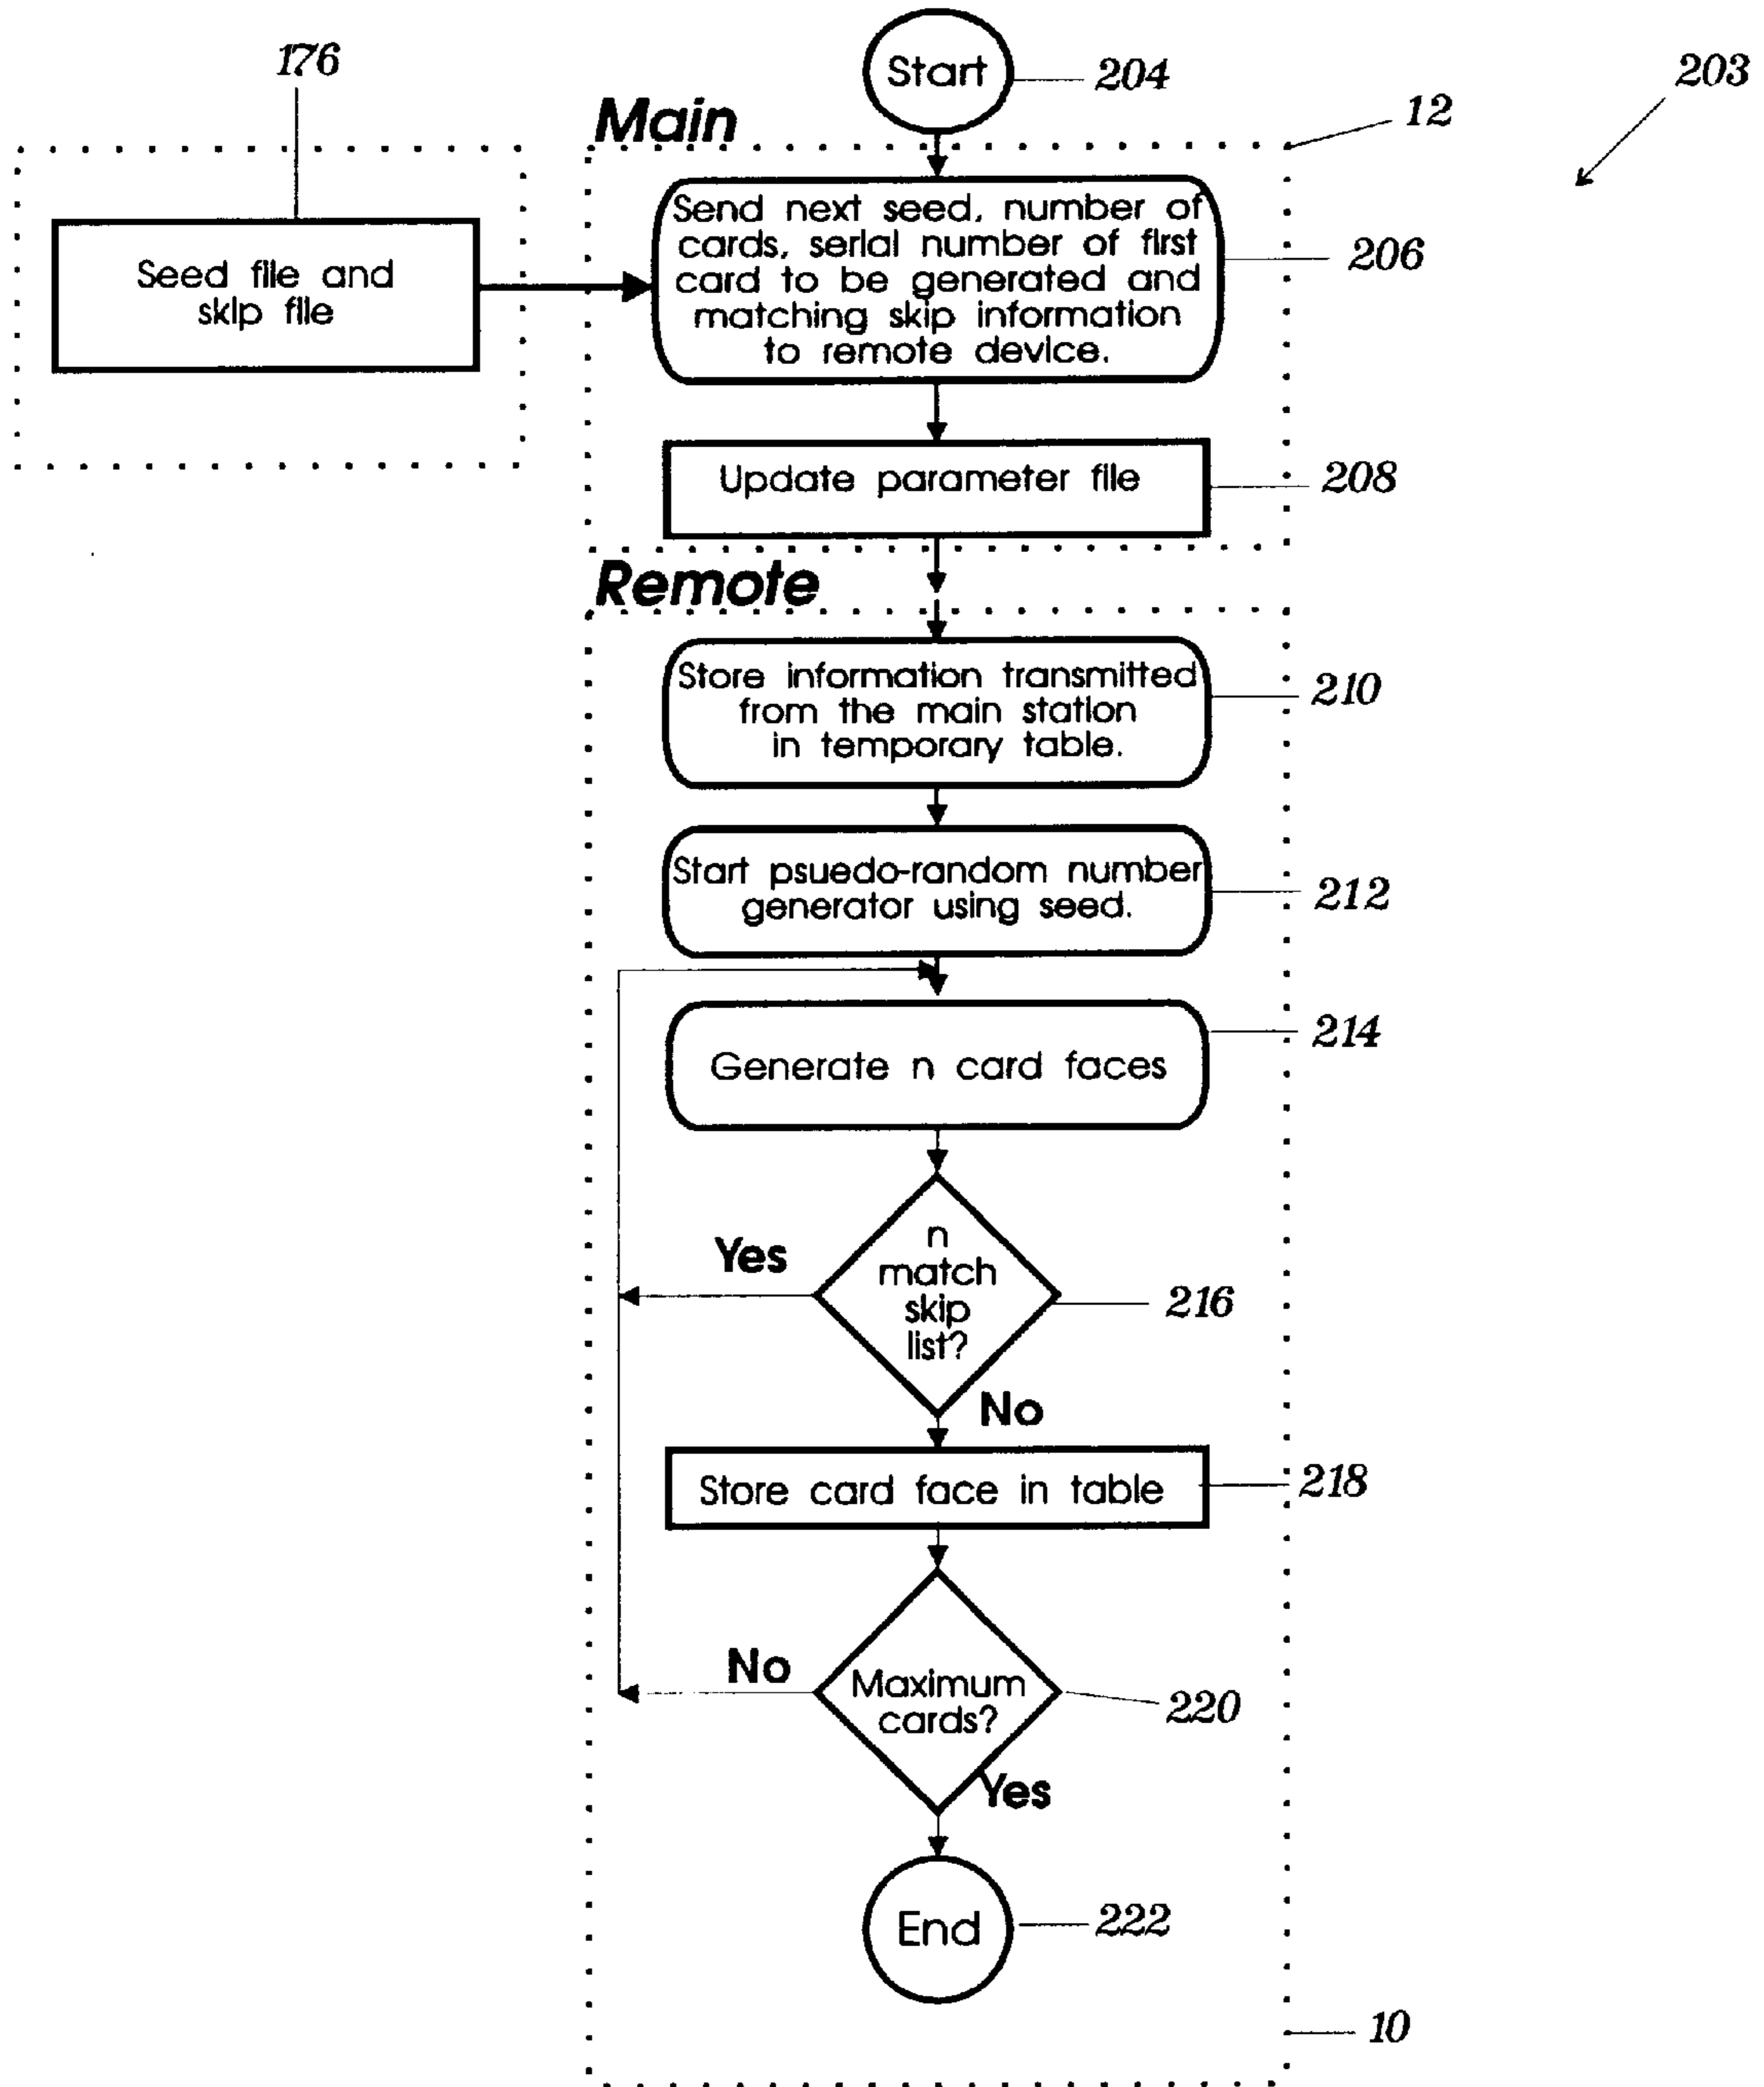 Start
204
203
176
Main
12
Send next seed, number of
cards, serial number of first
card to be generated and
matching skip information
to remote device.
206
Seed file and
skip file
Update parameter file
208
Remote
Store information transmitted
from the main station
in temporary table.
210
Start psuedo-random number
generator using seed.
212
214
Generate n card faces
n
match
skip
list?
Yes
216
No
Store card face in table
218
No
Maximum
cards?
220
Yes
End
222
10